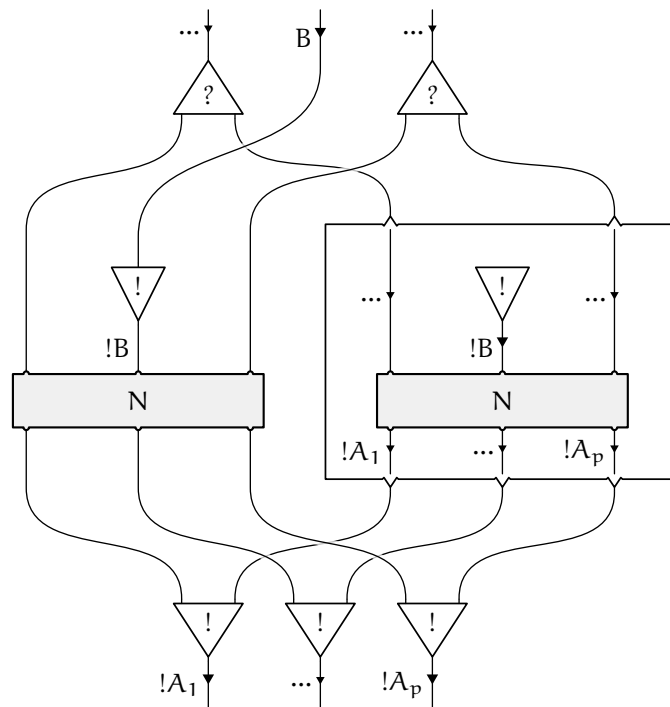 ... B ...
? ?
! ... ! ...
!B !B
N N
!A₁ ... !Aₚ
! ! !
!A₁ ... !Aₚ